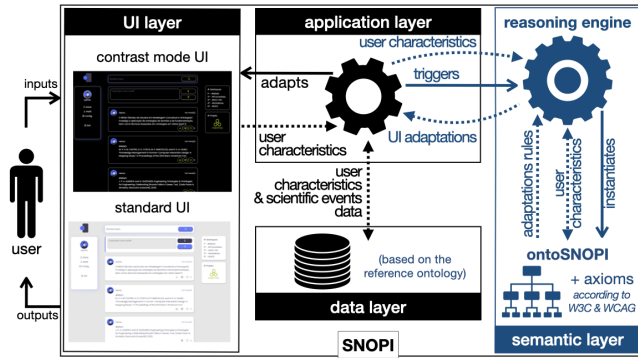 UI layer
contrast mode UI
standard UI
inputs
user
outputs
application layer
user characteristics
triggers
adapts
UI adaptations
user
characteristics
user
characteristics
& scientific events
data
(based on the
reference ontology)
data layer
reasoning engine
adaptations rules
user
characteristics
instantiates
ontoSNOPI
+ axioms
according to
W3C & WCAG
semantic layer
SNOPI